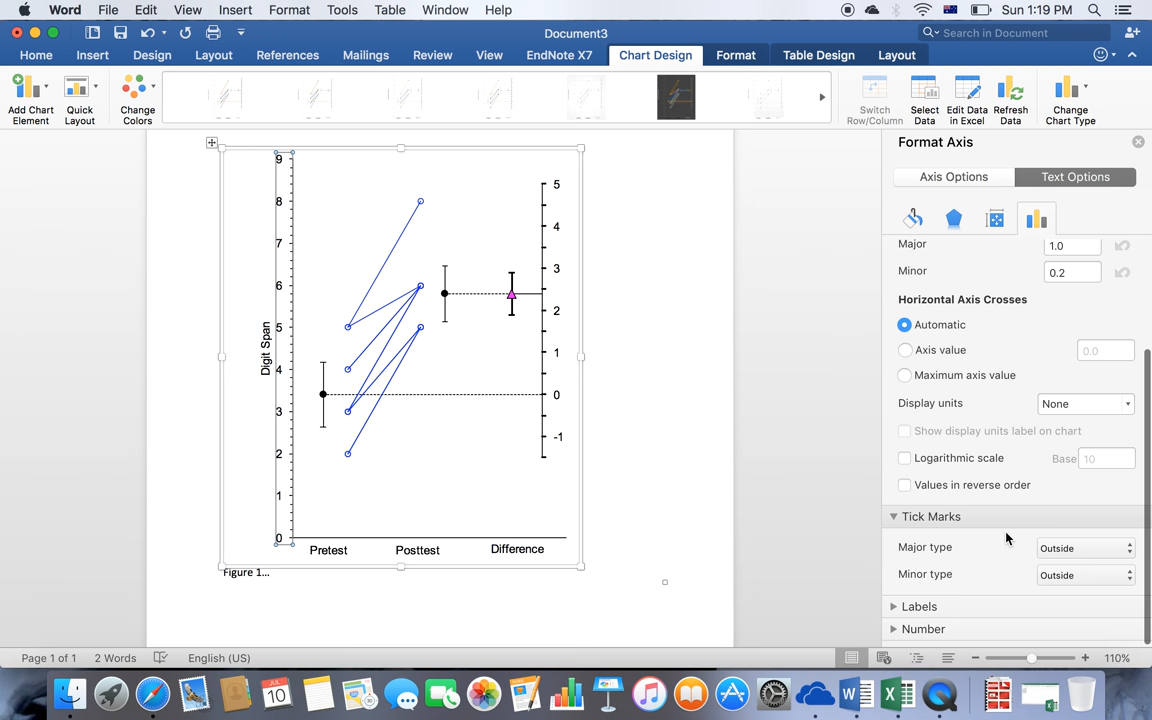 Word File Edit View Insert Format Tools Table Window Help Sun 1:19 PM
Document3
Search in Document
Home Insert Design Layout References Mailings Review View EndNote X7 Chart Design Format Table Design Layout
Add Chart Element
Quick Layout
Change Colors
Switch Row/Column
Select Data
Edit Data in Excel
Refresh Data
Change Chart Type
9
8
7
6
5
4
3
2
1
0
Digit Span
5
4
3
2
1
0
-1
Pretest Posttest Difference
Figure 1...
Format Axis
Axis Options Text Options
Major 1.0
Minor 0.2
Horizontal Axis Crosses
Automatic
Axis value 0.0
Maximum axis value
Display units None
Show display units label on chart
Logarithmic scale Base 10
Values in reverse order
Tick Marks
Major type Outside
Minor type Outside
Labels
Number
Page 1 of 1 2 Words English (US) 110%
JUL
10